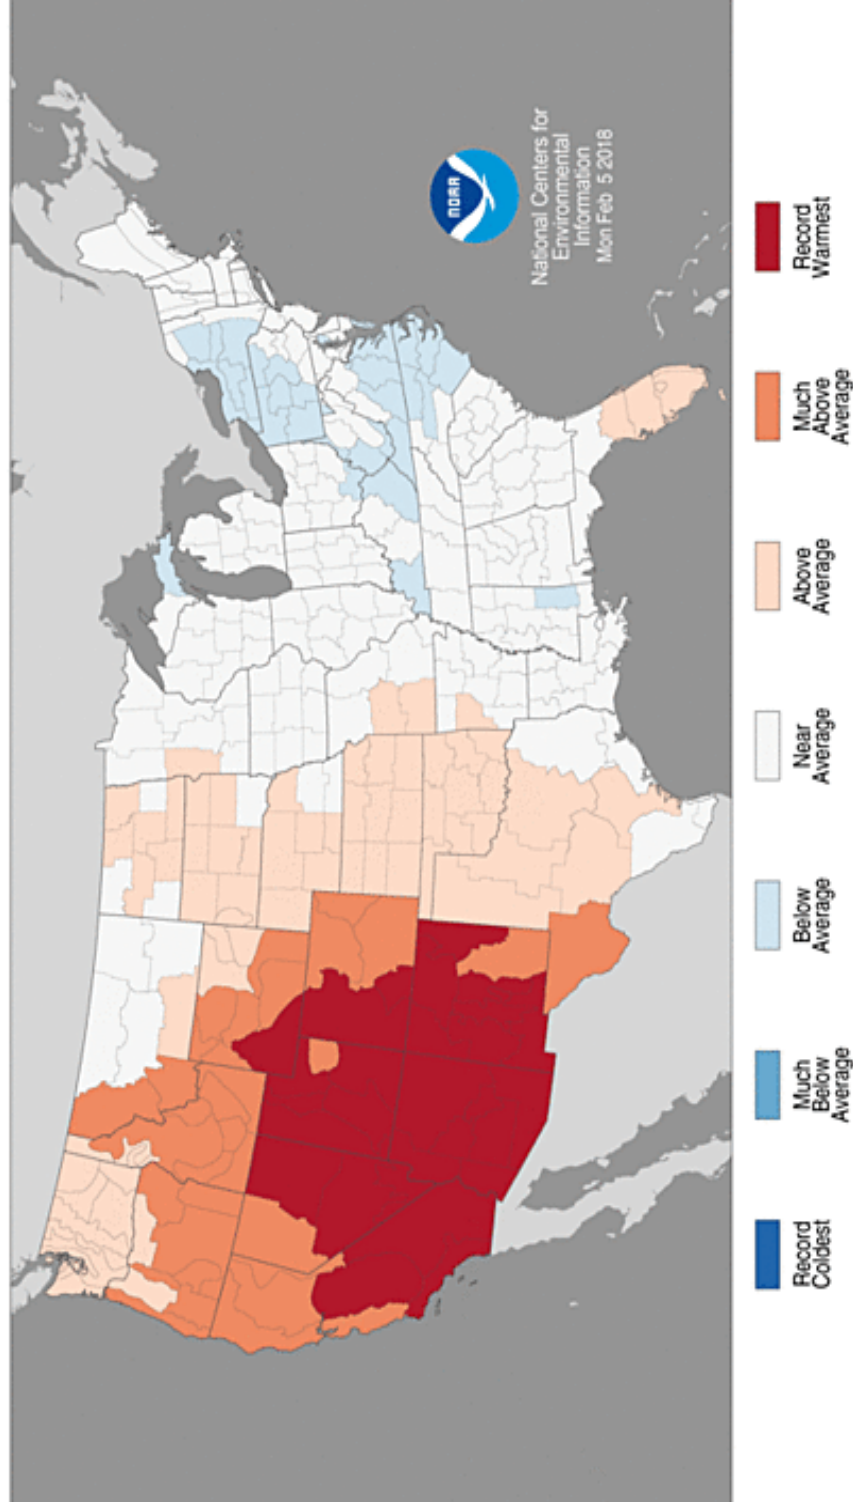 NOAA
National Centers for
Environmental
Information
Mon Feb 5 2018
Record
Coldest
Much
Below
Average
Below
Average
Near
Average
Above
Average
Much
Above
Average
Record
Warmest